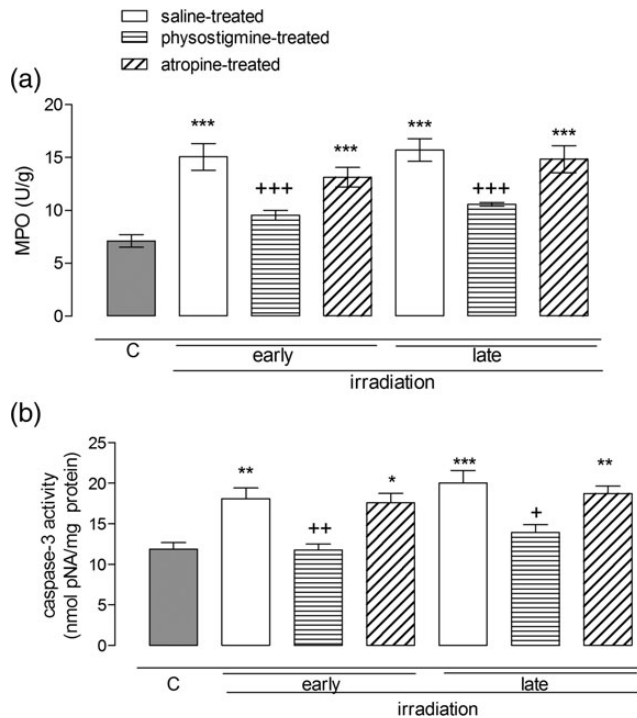 saline-treated
physostigmine-treated
atropine-treated
(a)
MPO (U/g)
20
15
10
5
0
***
+++
***
***
+++
***
C
early
late
irradiation
(b)
caspase-3 activity
(nmol pNA/mg protein)
25
20
15
10
5
0
**
++
*
***
+
**
C
early
late
irradiation